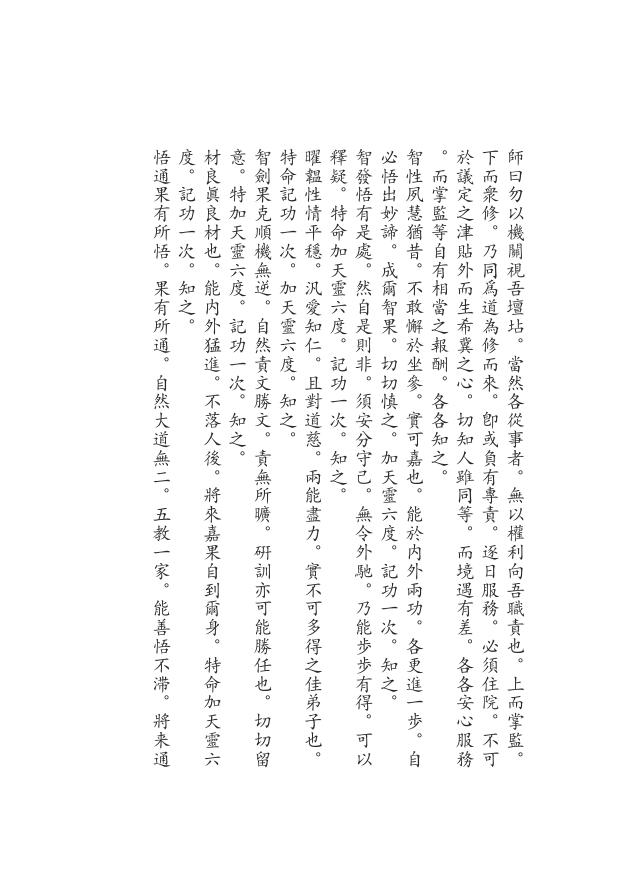 師曰勿以機關視吾壇坫。當然各從事者。無以權利向吾職責也。上而掌監。
下而衆修。乃同爲道為修而來。卽或負有專責。逐日服務。必須住院。不可
於議定之津貼外而生希冀之心。切知人雖同等。而境遇有差。各各安心服務
。而掌監等自有相當之報酬。各各知之。
智性夙慧猶昔。不敢懈於坐參。實可嘉也。能於內外兩功。各更進一步。自
必悟出妙諦。成爾智果。切切慎之。加天靈六度。記功一次。知之。
智發悟有是處。然自是則非。須安分守己。無令外馳。乃能步步有得。可以
釋疑。特命加天靈六度。記功一次。知之。
曜韞性情平穩。汎愛知仁。且對道慈。兩能盡力。實不可多得之佳弟子也。
特命記功一次。加天靈六度。知之。
智劍果克順機無逆。自然責文勝文。責無所曠。研訓亦可能勝任也。切切留
意。特加天靈六度。記功一次。知之。
材良眞良材也。能內外猛進。不落人後。將來嘉果自到爾身。特命加天靈六
度。記功一次。知之。
悟通果有所悟。果有所通。自然大道無二。五教一家。能善悟不滯。將来通